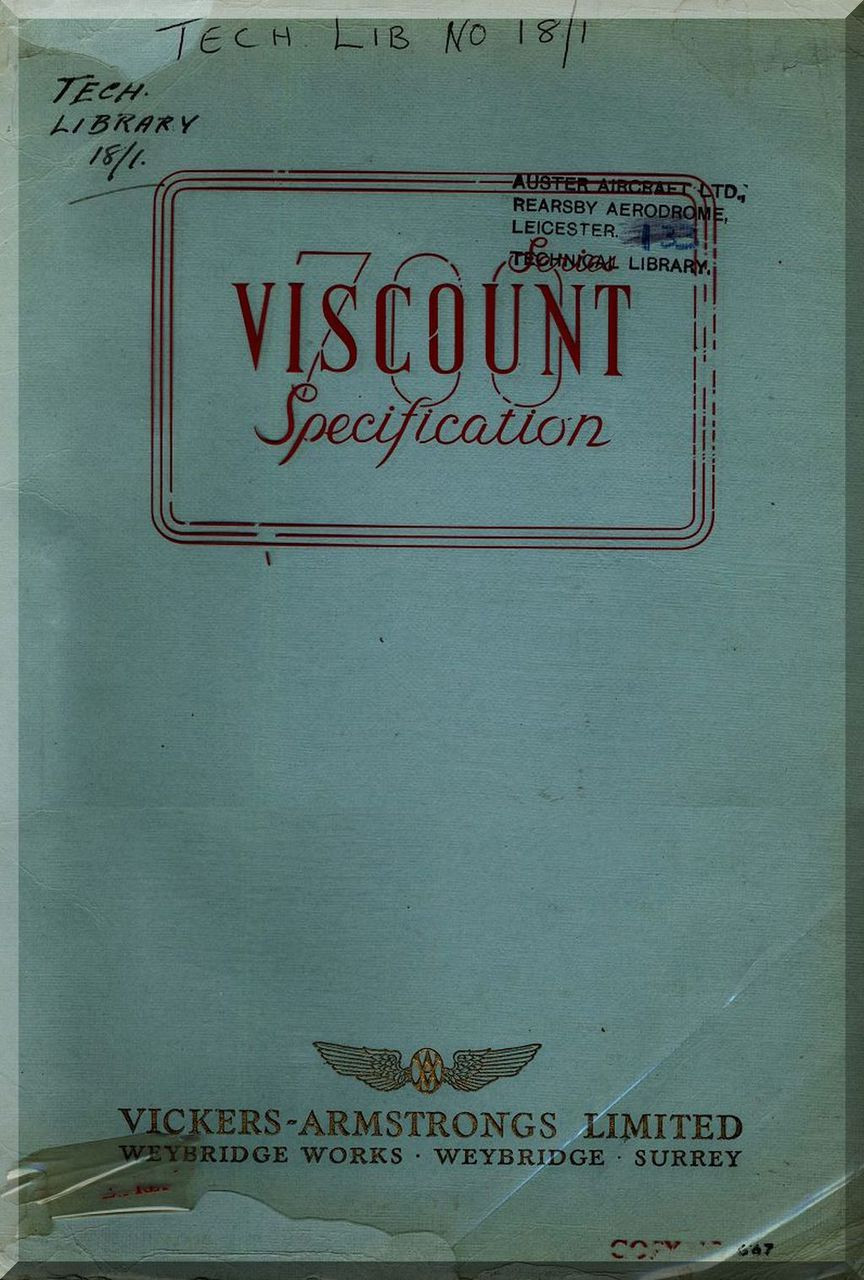 TECH LIB NO 18/1
TECH.
LIBRARY
18/1.
AUSTER AIRCRAFT LTD.,
REARSBY AERODROME,
LEICESTER.
TECHNICAL LIBRARY.
700 Series
VISCOUNT
Specification
VICKERS-ARMSTRONGS LIMITED
WEYBRIDGE WORKS · WEYBRIDGE · SURREY
COPY